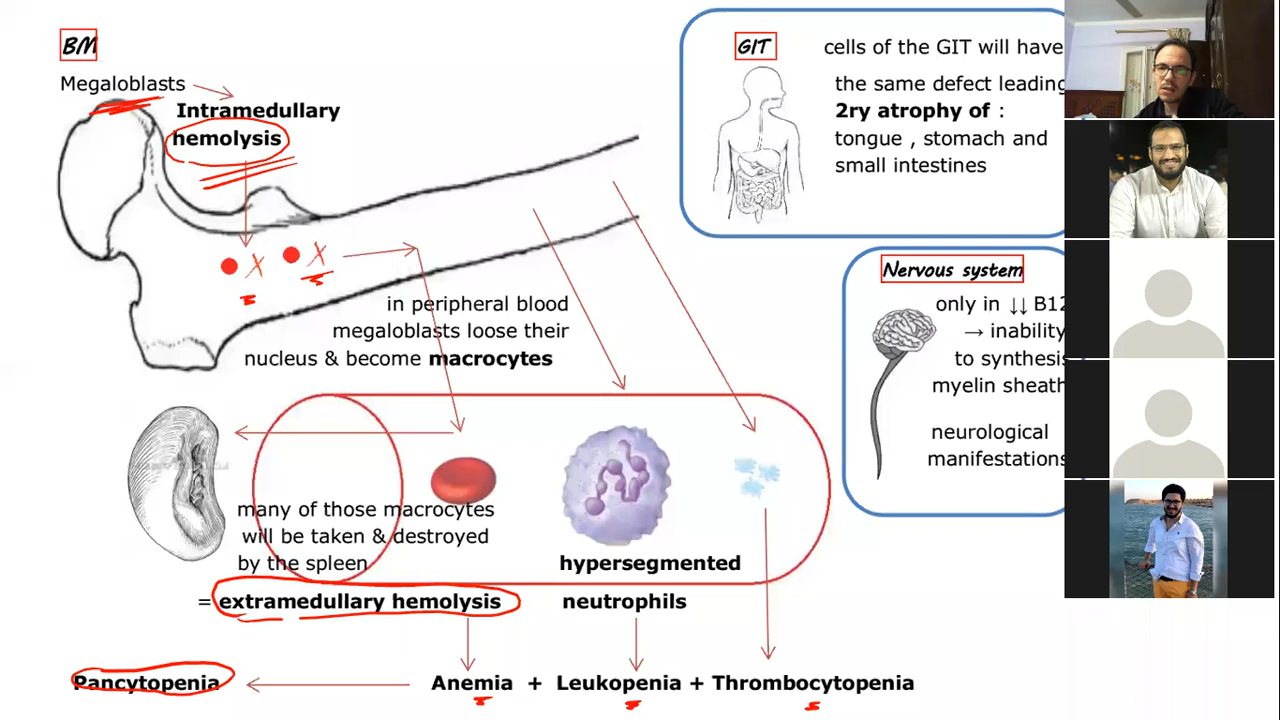 BM
Megaloblasts
Intramedullary
hemolysis
X X
in peripheral blood
megaloblasts loose their
nucleus & become macrocytes
many of those macrocytes
will be taken & destroyed
by the spleen
= extramedullary hemolysis
hypersegmented
neutrophils
Pancytopenia
Anemia + Leukopenia + Thrombocytopenia
GIT
cells of the GIT will have
the same defect leading
2ry atrophy of :
tongue , stomach and
small intestines
Nervous system
only in ↓↓ B12
→ inability
to synthesis
myelin sheath
neurological
manifestations